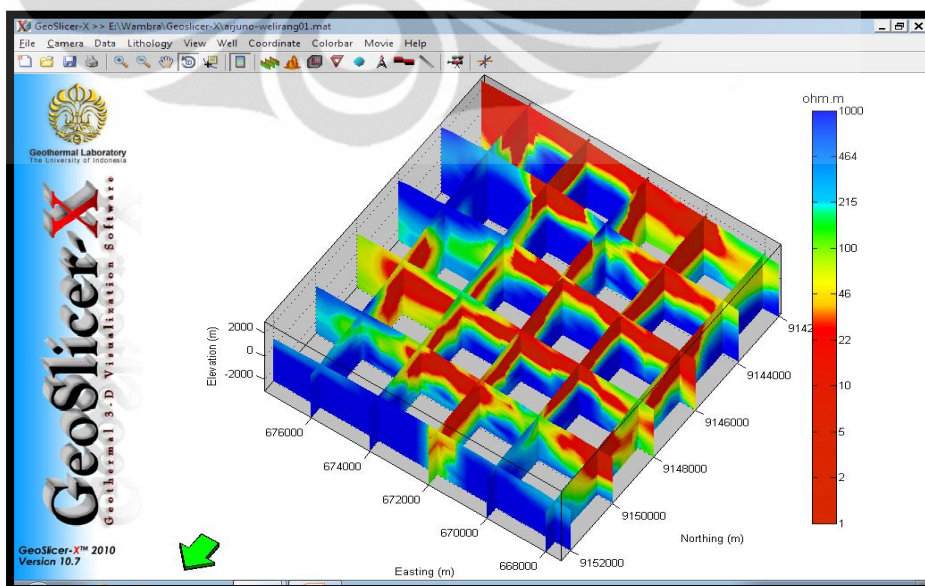 GeoSlicer-X >> E:\Wambra\Geoslicer-X\arjuno-welirang01.mat
File Camera Data Lithology View Well Coordinate Colorbar Movie Help
Geothermal Laboratory
The University of Indonesia
GeoSlicer-X
Geothermal 3-D Visualization Software
GeoSlicer-X™ 2010
Version 10.7
ohm.m
1000
464
215
100
46
22
10
5
2
1
Elevation (m)
2000
0
-2000
676000
674000
672000
670000
668000
Easting (m)
9142
9144000
9146000
9148000
9150000
9152000
Northing (m)